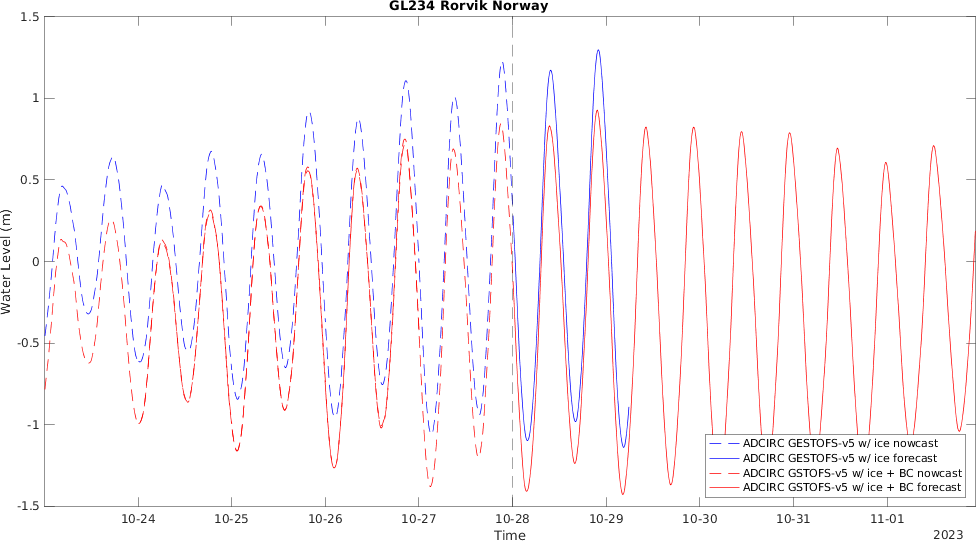 GL234 Rorvik Norway
Water Level (m)
1.5
1
0.5
0
-0.5
-1
-1.5
ADCIRC GESTOFS-v5 w/ ice nowcast
ADCIRC GESTOFS-v5 w/ ice forecast
ADCIRC GSTOFS-v5 w/ ice + BC nowcast
ADCIRC GSTOFS-v5 w/ ice + BC forecast
10-24 10-25 10-26 10-27 10-28 10-29 10-30 10-31 11-01
Time
2023